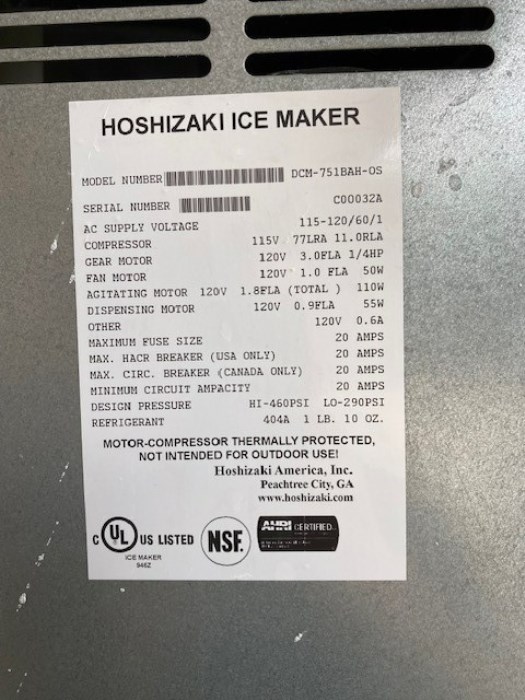 HOSHIZAKI ICE MAKER
MODEL NUMBER DCM-751BAH-OS
SERIAL NUMBER C00032A
AC SUPPLY VOLTAGE 115-120/60/1
COMPRESSOR 115V 77LRA 11.0RLA
GEAR MOTOR 120V 3.0FLA 1/4HP
FAN MOTOR 120V 1.0 FLA 50W
AGITATING MOTOR 120V 1.8FLA (TOTAL ) 110W
DISPENSING MOTOR 120V 0.9FLA 55W
OTHER 120V 0.6A
MAXIMUM FUSE SIZE 20 AMPS
MAX. HACR BREAKER (USA ONLY) 20 AMPS
MAX. CIRC. BREAKER (CANADA ONLY) 20 AMPS
MINIMUM CIRCUIT AMPACITY 20 AMPS
DESIGN PRESSURE HI-460PSI LO-290PSI
REFRIGERANT 404A 1 LB. 10 OZ.
MOTOR-COMPRESSOR THERMALLY PROTECTED,
NOT INTENDED FOR OUTDOOR USE!
Hoshizaki America, Inc.
Peachtree City, GA
www.hoshizaki.com
C UL US LISTED
ICE MAKER
946Z
NSF.
AHRI CERTIFIED